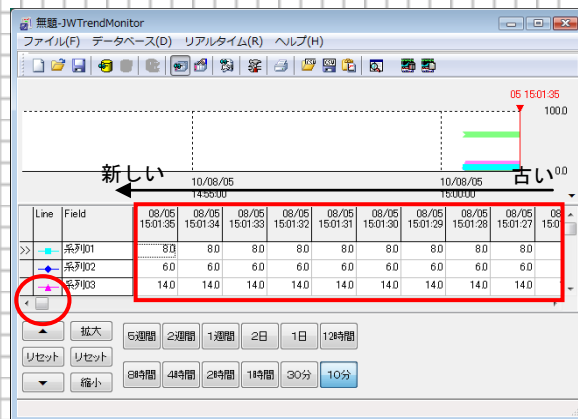 無題-JWTrendMonitor
ファイル(F) データベース(D) リアルタイム(R) ヘルプ(H)
05 15:01:35
100.0
新しい
古い
0.0
10/08/05 10/08/05
14:55:00 15:00:00
Line Field 08/05 08/05 08/05 08/05 08/05 08/05 08/05 08/05 08/05 08
15:01:35 15:01:34 15:01:33 15:01:32 15:01:31 15:01:30 15:01:29 15:01:28 15:01:27 15:0
>> 系列01 8.0 8.0 8.0 8.0 8.0 8.0 8.0 8.0 8.0
系列02 6.0 6.0 6.0 6.0 6.0 6.0 6.0 6.0 6.0
系列03 14.0 14.0 14.0 14.0 14.0 14.0 14.0 14.0 14.0
拡大 5週間 2週間 1週間 2日 1日 12時間
リセット リセット
縮小 8時間 4時間 2時間 1時間 30分 10分